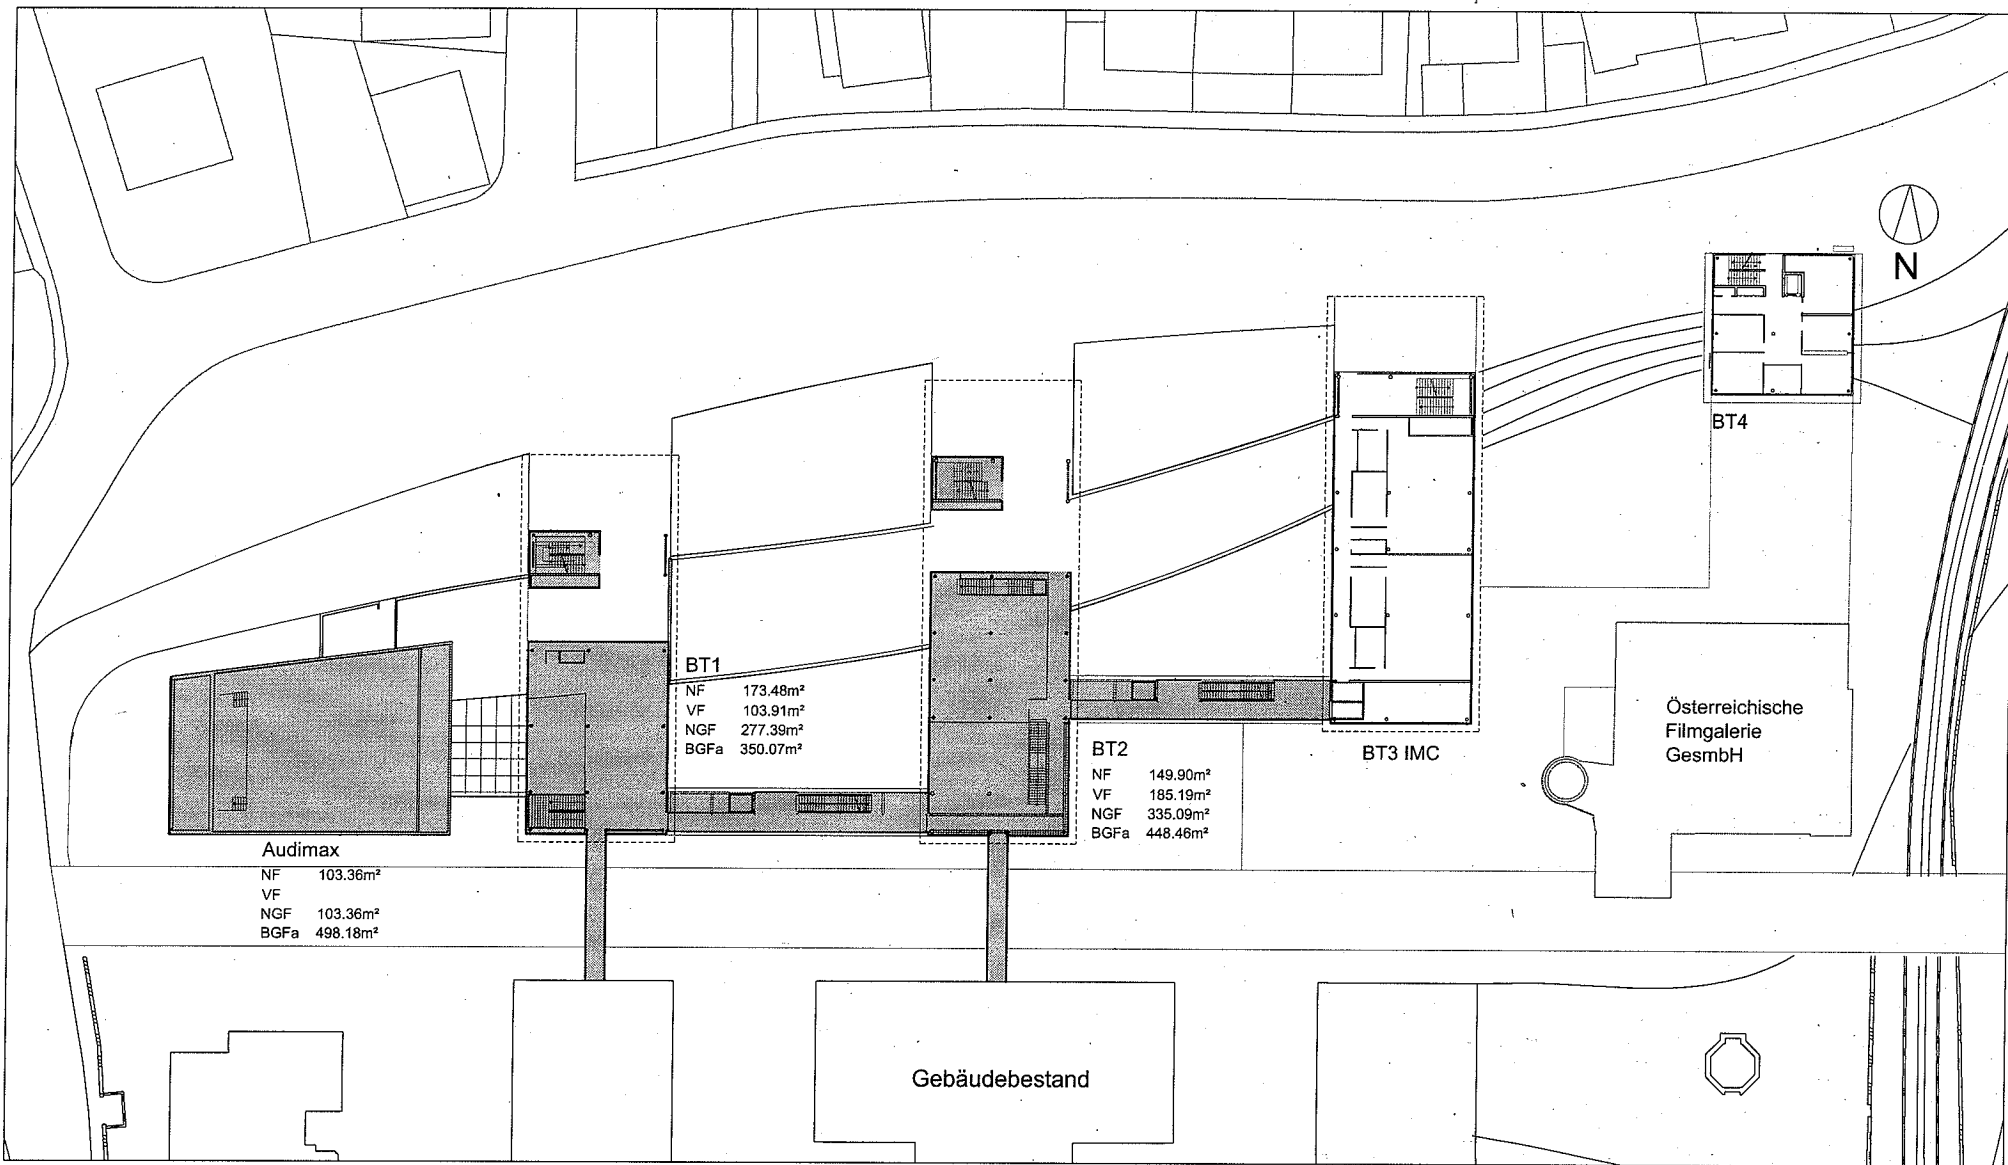 N
BT4
BT1
NF 173.48m²
VF 103.91m²
NGF 277.39m²
BGFa 350.07m²
Österreichische
Filmgalerie
GesmbH
BT2
NF 149.90m²
VF 185.19m²
NGF 335.09m²
BGFa 448.46m²
BT3 IMC
Audimax
NF 103.36m²
VF
NGF 103.36m²
BGFa 498.18m²
Gebäudebestand